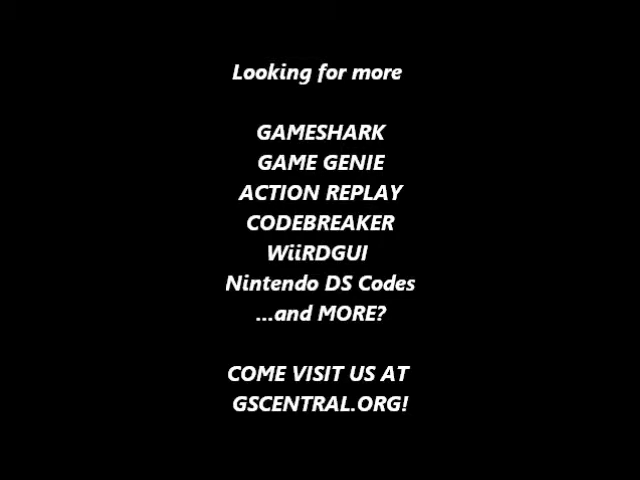 Looking for more
GAMESHARK
GAME GENIE
ACTION REPLAY
CODEBREAKER
WiiRDGUI
Nintendo DS Codes
...and MORE?
COME VISIT US AT
GSCENTRAL.ORG!